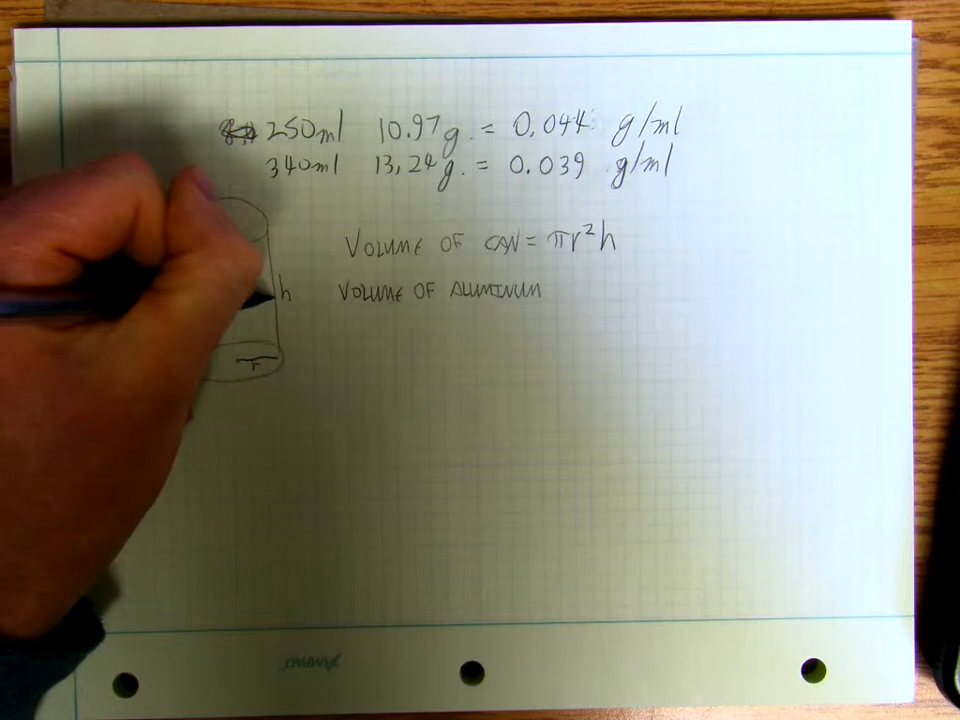 250ml 10.97g. = 0.044 g/ml
340ml 13,24g. = 0.039 g/ml
VOLUME OF CAN = πr²h
h
VOLUME OF ALUMINUM
r